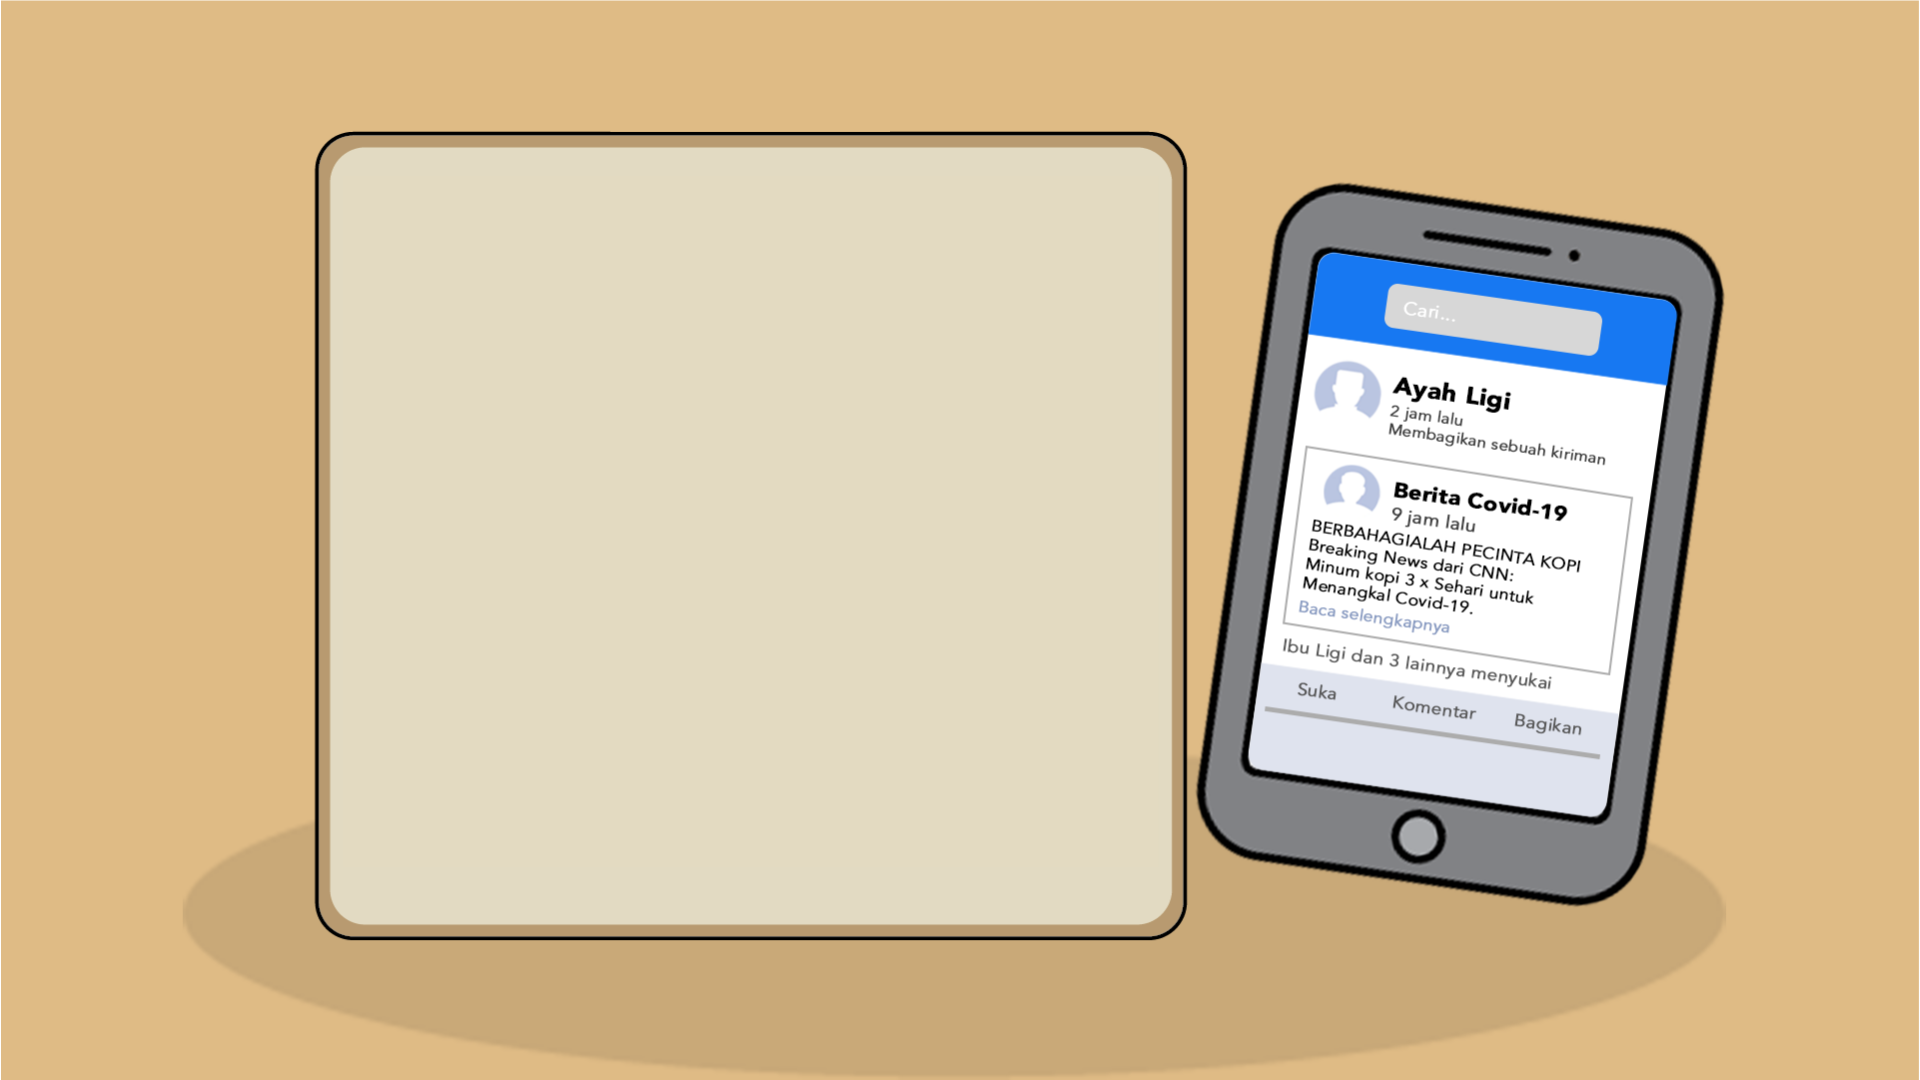 Cari...
Ayah Ligi
2 jam lalu
Membagikan sebuah kiriman
Berita Covid-19
9 jam lalu
BERBAHAGIALAH PECINTA KOPI
Breaking News dari CNN:
Minum kopi 3 x Sehari untuk
Menangkal Covid-19.
Baca selengkapnya
Ibu Ligi dan 3 lainnya menyukai
Suka Komentar Bagikan